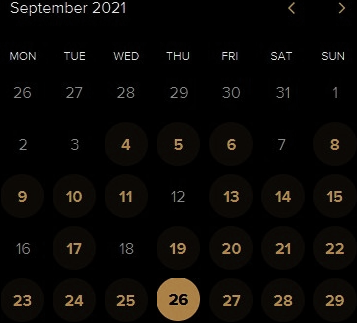 September 2021 < >
MON TUE WED THU FRI SAT SUN
26 27 28 29 30 31 1
2 3 4 5 6 7 8
9 10 11 12 13 14 15
16 17 18 19 20 21 22
23 24 25 26 27 28 29